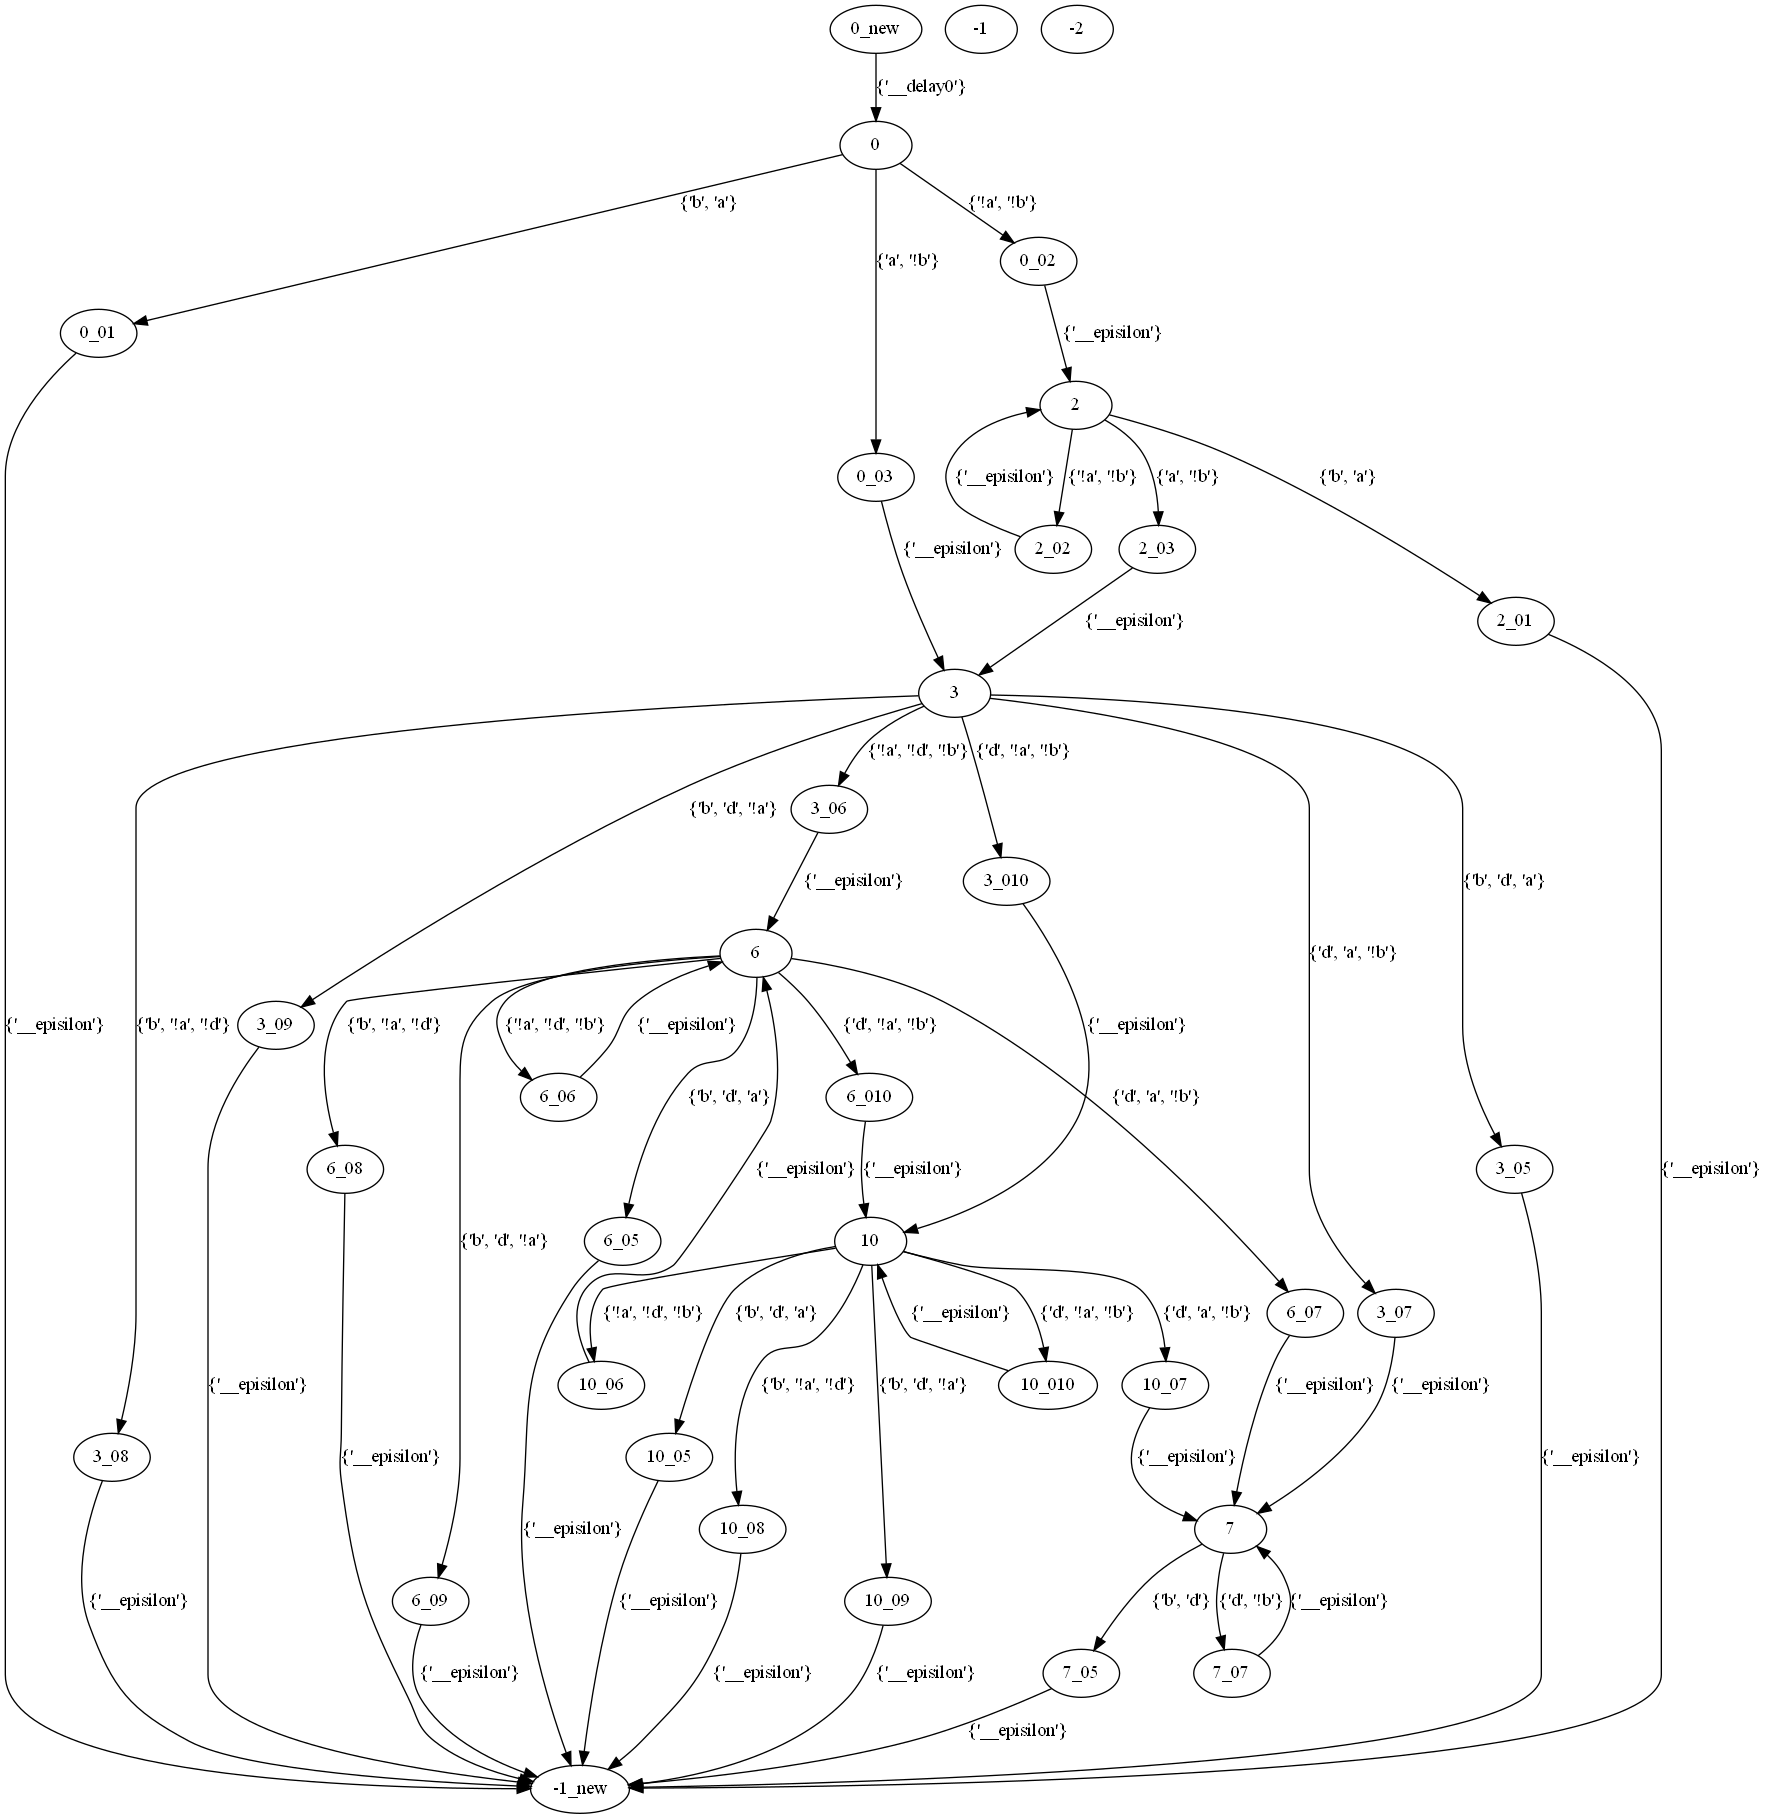 0_new
-1
-2
{'__delay0'}
0
{'b', 'a'}
{'!a', '!b'}
{'a', '!b'}
0_02
0_01
{'__episilon'}
2
0_03
{'__episilon'}
{'!a', '!b'}
{'a', '!b'}
{'b', 'a'}
{'__episilon'}
2_02
2_03
{'__episilon'}
2_01
3
{'!a', '!d', '!b'}
{'d', '!a', '!b'}
{'b', 'd', '!a'}
3_06
{'__episilon'}
3_010
{'b', 'd', 'a'}
6
{'d', 'a', '!b'}
{'__episilon'}
{'b', '!a', '!d'}
3_09
{'b', '!a', '!d'}
{'!a', '!d', '!b'}
{'__episilon'}
{'d', '!a', '!b'}
{'__episilon'}
6_06
{'b', 'd', 'a'}
6_010
{'d', 'a', '!b'}
6_08
{'__episilon'}
{'__episilon'}
3_05
{'__episilon'}
{'b', 'd', '!a'}
6_05
10
{'!a', '!d', '!b'}
{'b', 'd', 'a'}
{'__episilon'}
{'d', '!a', '!b'}
{'d', 'a', '!b'}
6_07
3_07
{'__episilon'}
10_06
{'b', '!a', '!d'}
{'b', 'd', '!a'}
10_010
10_07
{'__episilon'}
{'__episilon'}
3_08
{'__episilon'}
10_05
{'__episilon'}
{'__episilon'}
{'__episilon'}
10_08
7
{'__episilon'}
6_09
{'__episilon'}
10_09
{'b', 'd'}
{'d', '!b'}
{'__episilon'}
{'__episilon'}
{'__episilon'}
{'__episilon'}
7_05
7_07
{'__episilon'}
-1_new